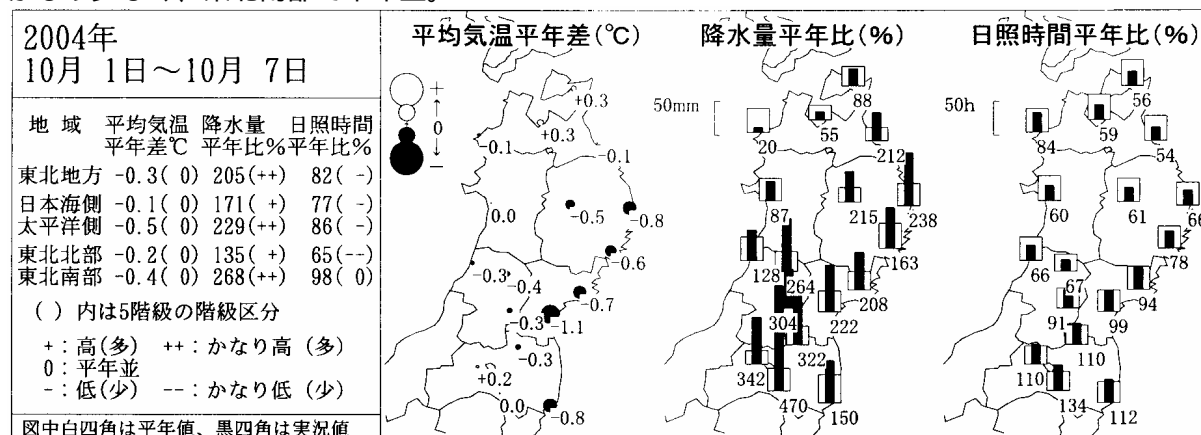 2004年
10月 1日～10月 7日
地 域 平均気温 降水量 日照時間
平年差℃ 平年比% 平年比%
東北地方 -0.3( 0) 205(++) 82( -)
日本海側 -0.1( 0) 171( +) 77( -)
太平洋側 -0.5( 0) 229(++) 86( -)
東北北部 -0.2( 0) 135( +) 65(--)
東北南部 -0.4( 0) 268(++) 98( 0)
( ) 内は5階級の階級区分
+：高(多) ++：かなり高 (多)
0：平年並
-：低(少) --：かなり低 (少)
図中白四角は平年値、黒四角は実況値
平均気温平年差(℃)
+
↑
0
↓
-
+0.3
+0.3
-0.1
-0.1
0.0
-0.5
-0.8
-0.6
-0.3
-0.4
-0.7
-0.3
-1.1
-0.3
+0.2
0.0
-0.8
降水量平年比(%)
50mm
88
55
20
212
87
215
238
163
128
264
208
304
222
322
342
470
150
日照時間平年比(%)
50h
56
59
84
54
60
61
66
78
66
67
94
91
99
110
110
134
112